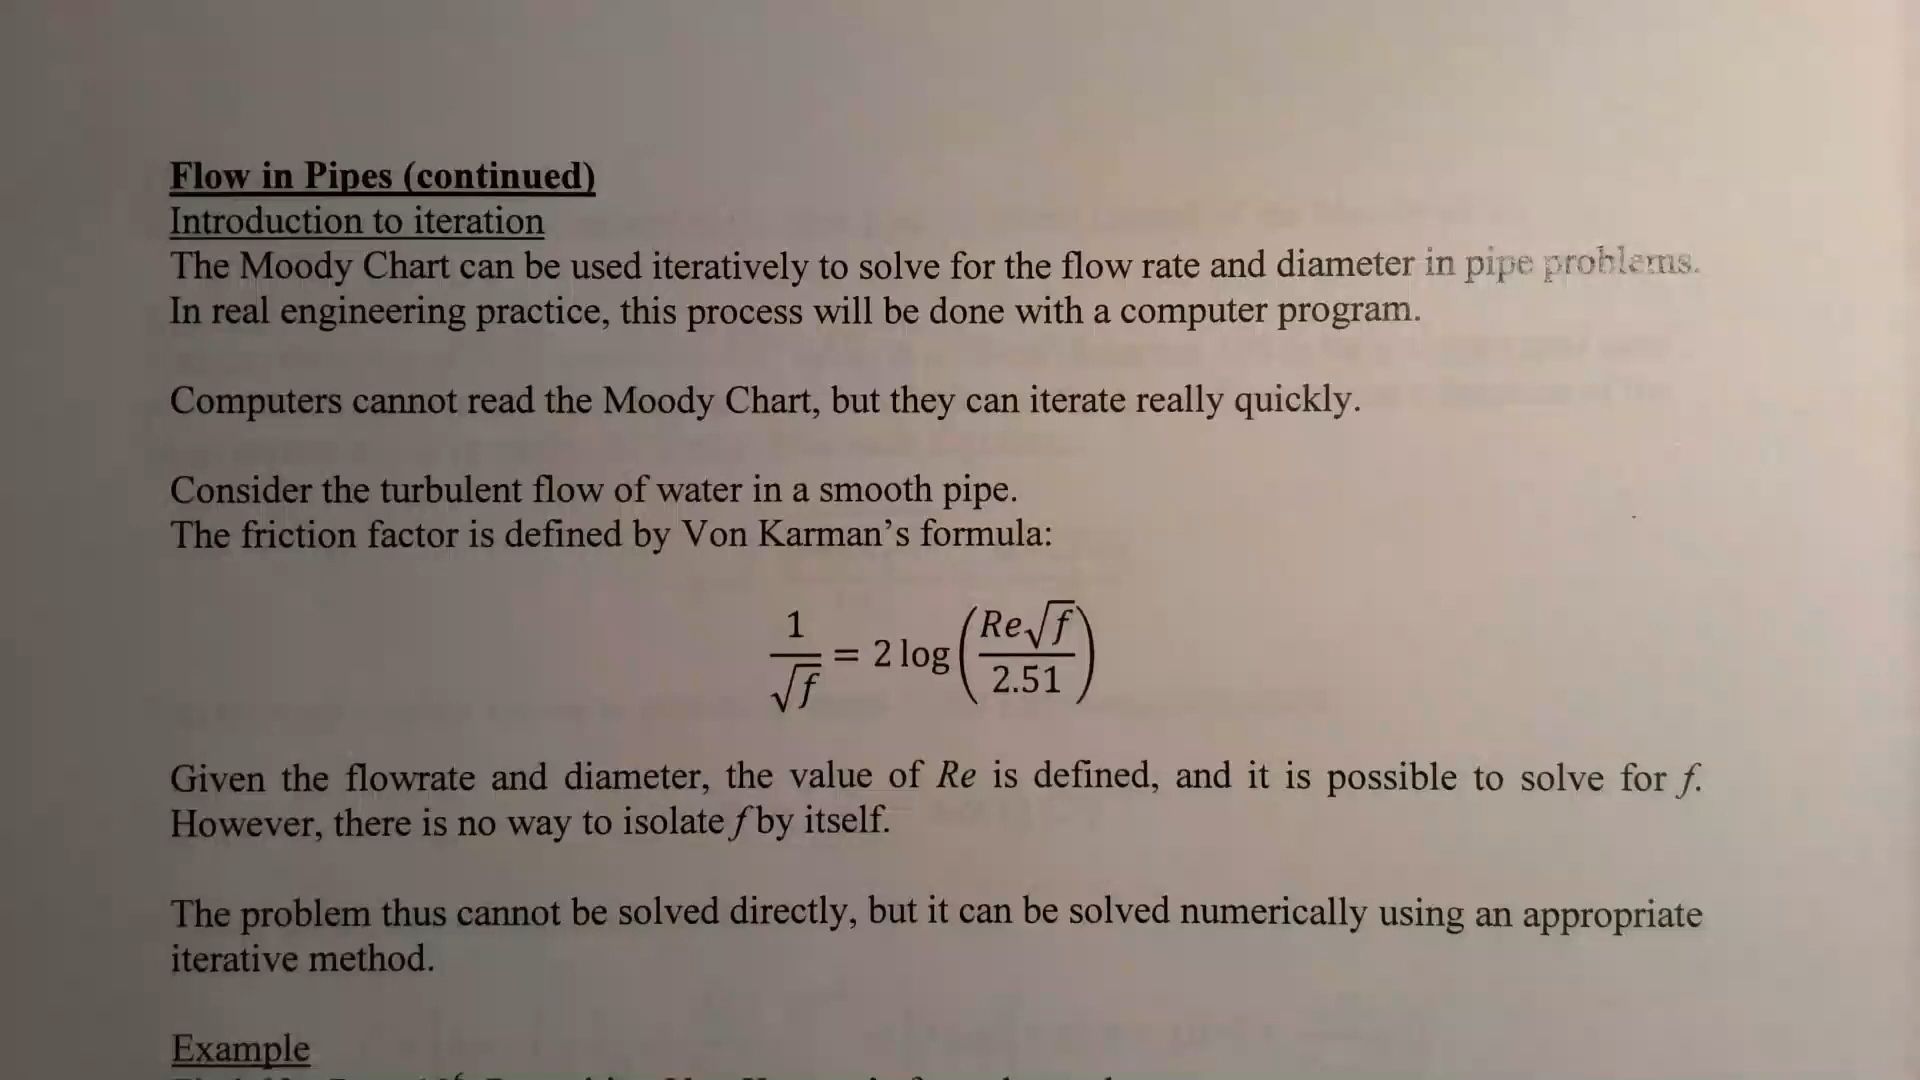 Flow in Pipes (continued)
Introduction to iteration
The Moody Chart can be used iteratively to solve for the flow rate and diameter in pipe problems.
In real engineering practice, this process will be done with a computer program.
Computers cannot read the Moody Chart, but they can iterate really quickly.
Consider the turbulent flow of water in a smooth pipe.
The friction factor is defined by Von Karman’s formula:
1/√f = 2 log(Re√f/2.51)
Given the flowrate and diameter, the value of Re is defined, and it is possible to solve for f.
However, there is no way to isolate f by itself.
The problem thus cannot be solved directly, but it can be solved numerically using an appropriate
iterative method.
Example